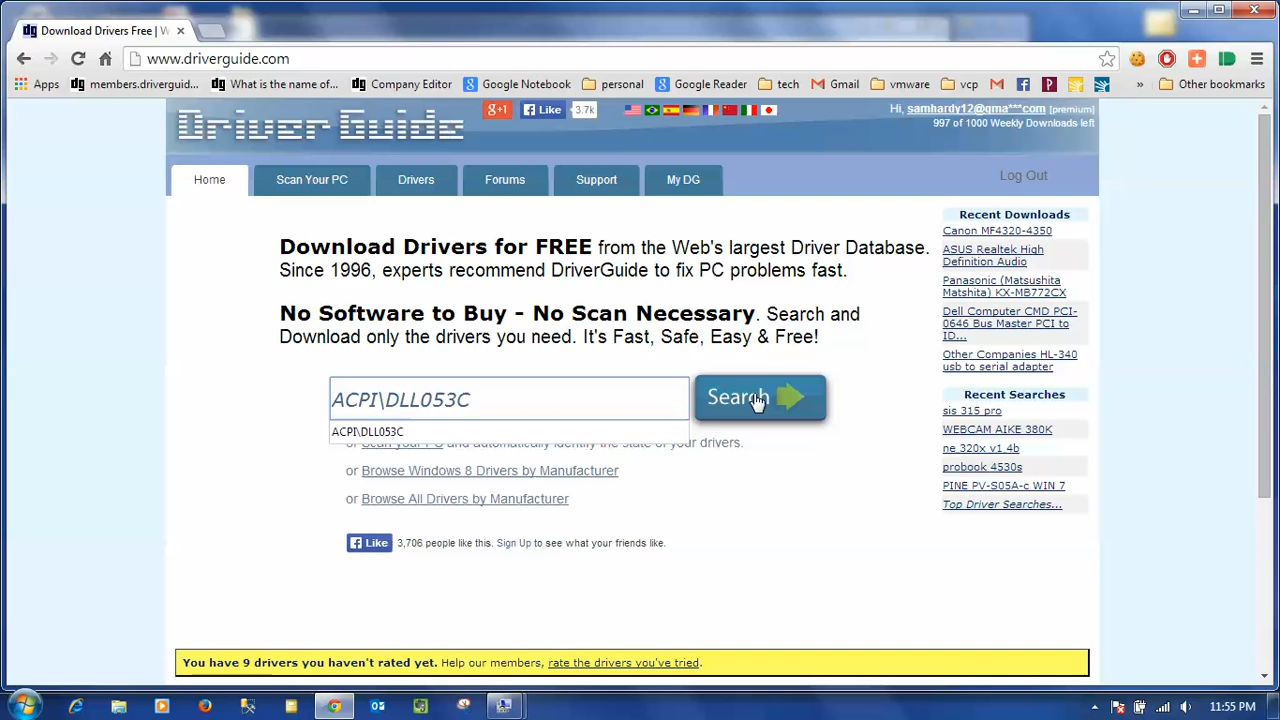 Download Drivers Free | W
www.driverguide.com
Apps members.driverguid... What is the name of... Company Editor Google Notebook personal Google Reader tech Gmail vmware vcp » Other bookmarks
Driver Guide
+1 Like 3.7k
Hi, samhardy12@gma***com [premium]
997 of 1000 Weekly Downloads left
Home Scan Your PC Drivers Forums Support My DG Log Out
Download Drivers for FREE from the Web's largest Driver Database.
Since 1996, experts recommend DriverGuide to fix PC problems fast.
No Software to Buy - No Scan Necessary. Search and
Download only the drivers you need. It's Fast, Safe, Easy & Free!
ACPI\DLL053C Search
ACPI\DLL053C
or Scan your PC and automatically identify the state of your drivers.
or Browse Windows 8 Drivers by Manufacturer
or Browse All Drivers by Manufacturer
Like 3,706 people like this. Sign Up to see what your friends like.
Recent Downloads
Canon MF4320-4350
ASUS Realtek High
Definition Audio
Panasonic (Matsushita
Matshita) KX-MB772CX
Dell Computer CMD PCI-
0646 Bus Master PCI to
ID...
Other Companies HL-340
usb to serial adapter
Recent Searches
sis 315 pro
WEBCAM AIKE 380K
ne 320x v1.4b
probook 4530s
PINE PV-S05A-c WIN 7
Top Driver Searches...
You have 9 drivers you haven't rated yet. Help our members, rate the drivers you've tried.
11:55 PM